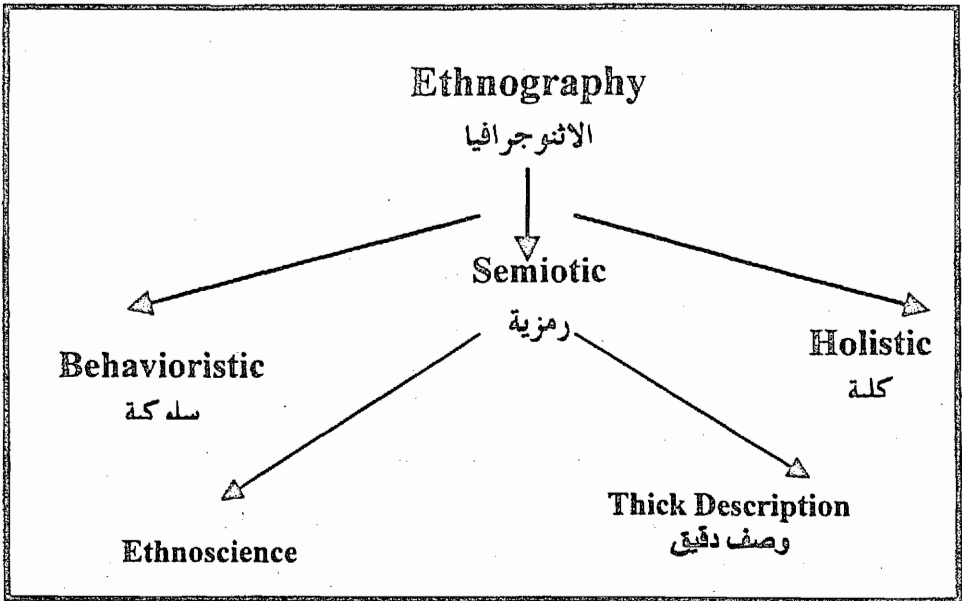 Ethnography
الاثنوجرافيا
Semiotic
رمزية
Behavioristic
سلوكية
Holistic
كلية
Ethnoscience
Thick Description
وصف دقيق